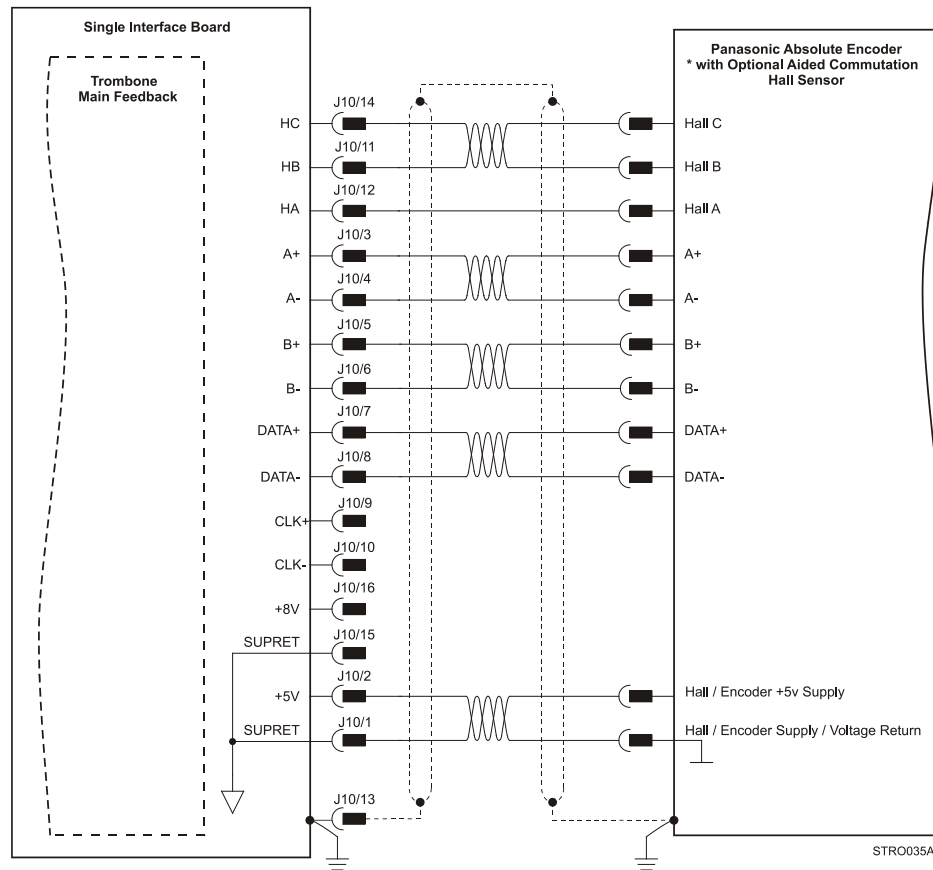 Single Interface Board
Trombone
Main Feedback
Panasonic Absolute Encoder
* with Optional Aided Commutation
Hall Sensor
J10/14
HC
Hall C
J10/11
HB
Hall B
J10/12
HA
Hall A
J10/3
A+
A+
J10/4
A-
A-
J10/5
B+
B+
J10/6
B-
B-
J10/7
DATA+
DATA+
J10/8
DATA-
DATA-
J10/9
CLK+
J10/10
CLK-
J10/16
+8V
J10/15
SUPRET
J10/2
+5V
Hall / Encoder +5v Supply
J10/1
SUPRET
Hall / Encoder Supply / Voltage Return
J10/13
STRO035A